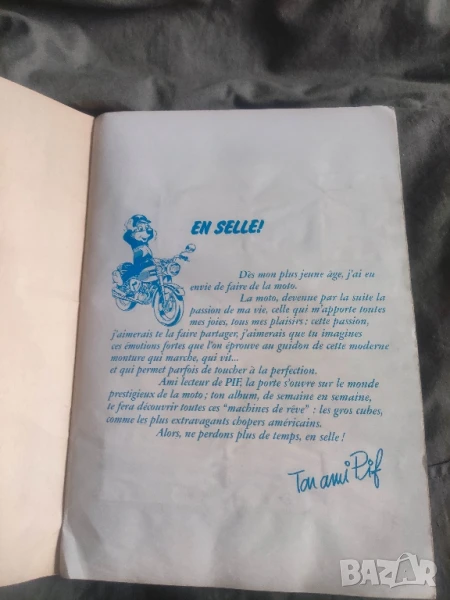 EN SELLE!
Dès mon plus jeune âge, j'ai eu
envie de faire de la moto.
La moto, devenue par la suite la
passion de ma vie, celle qui m'apporte toutes
mes joies, tous mes plaisirs : cette passion,
j'aimerais te la faire partager, j'aimerais que tu imagines
ces émotions fortes que l'on éprouve au guidon de cette moderne
monture qui marche, qui vit...
et qui permet parfois de toucher à la perfection.
Ami lecteur de PIF, la porte s'ouvre sur le monde
prestigieux de la moto ; ton album, de semaine en semaine,
te fera découvrir toutes ces "machines de rêve" : les gros cubes,
comme les plus extravagants chopers américains.
Alors, ne perdons plus de temps, en selle !
Ton ami Pif
BAZAR